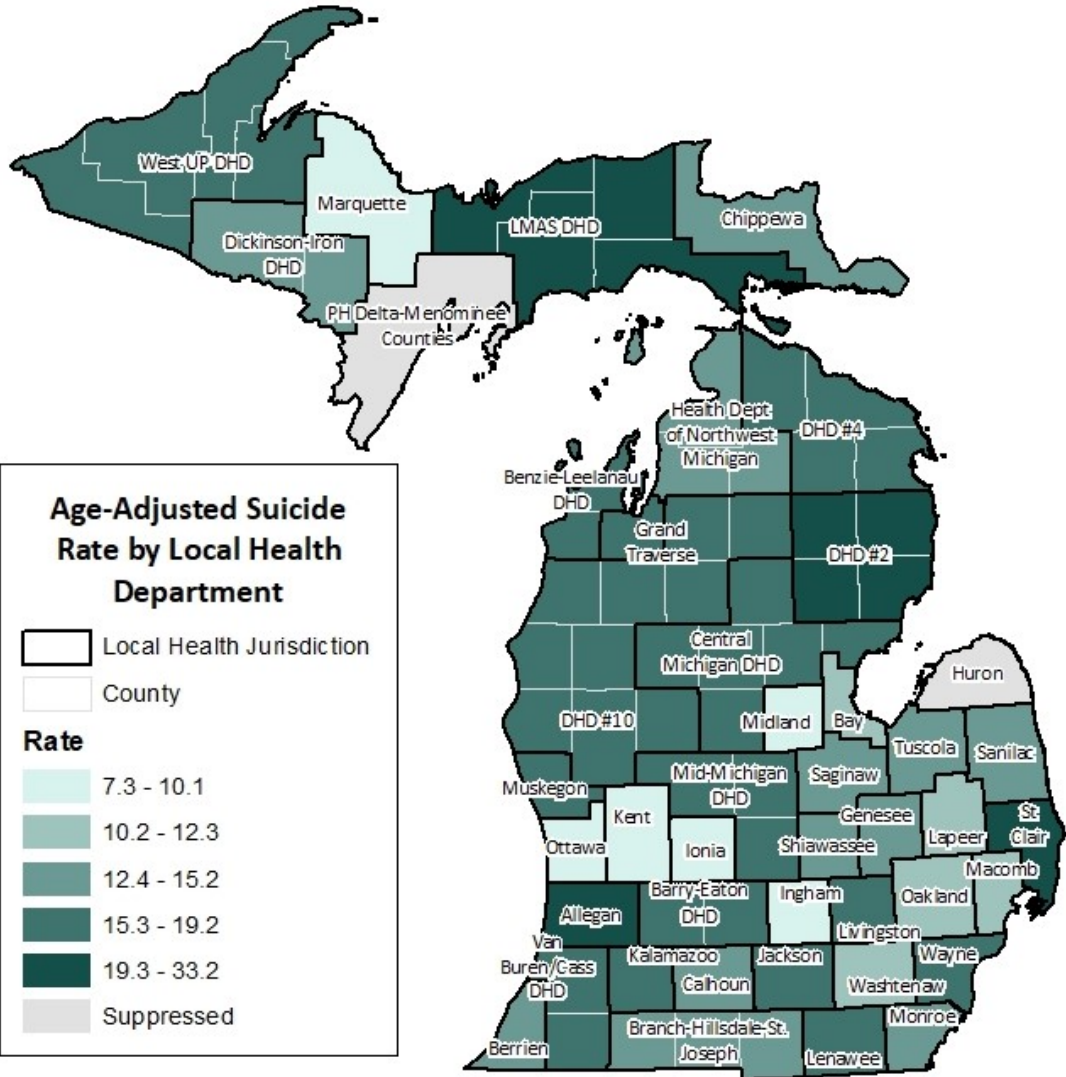 West UP DHD
Marquette
LMAS DHD
Chippewa
Dickinson-Iron
DHD
PH Delta-Menominee
Counties
Health Dept
of Northwest
Michigan
DHD #4
Benzie-Leelanau
DHD
Grand
Traverse
DHD #2
Central
Michigan DHD
Huron
DHD #10
Midland
Bay
Tuscola
Sanilac
Muskegon
Mid-Michigan
DHD
Saginaw
Kent
Genesee
Lapeer
St.
Clair
Ottawa
Ionia
Shiawassee
Macomb
Allegan
Barry-Eaton
DHD
Ingham
Oakland
Livingston
Van
Buren/Cass
DHD
Kalamazoo
Calhoun
Jackson
Washtenaw
Wayne
Berrien
Branch-Hillsdale-St.
Joseph
Lenawee
Monroe
Age-Adjusted Suicide
Rate by Local Health
Department
Local Health Jurisdiction
County
Rate
7.3 - 10.1
10.2 - 12.3
12.4 - 15.2
15.3 - 19.2
19.3 - 33.2
Suppressed